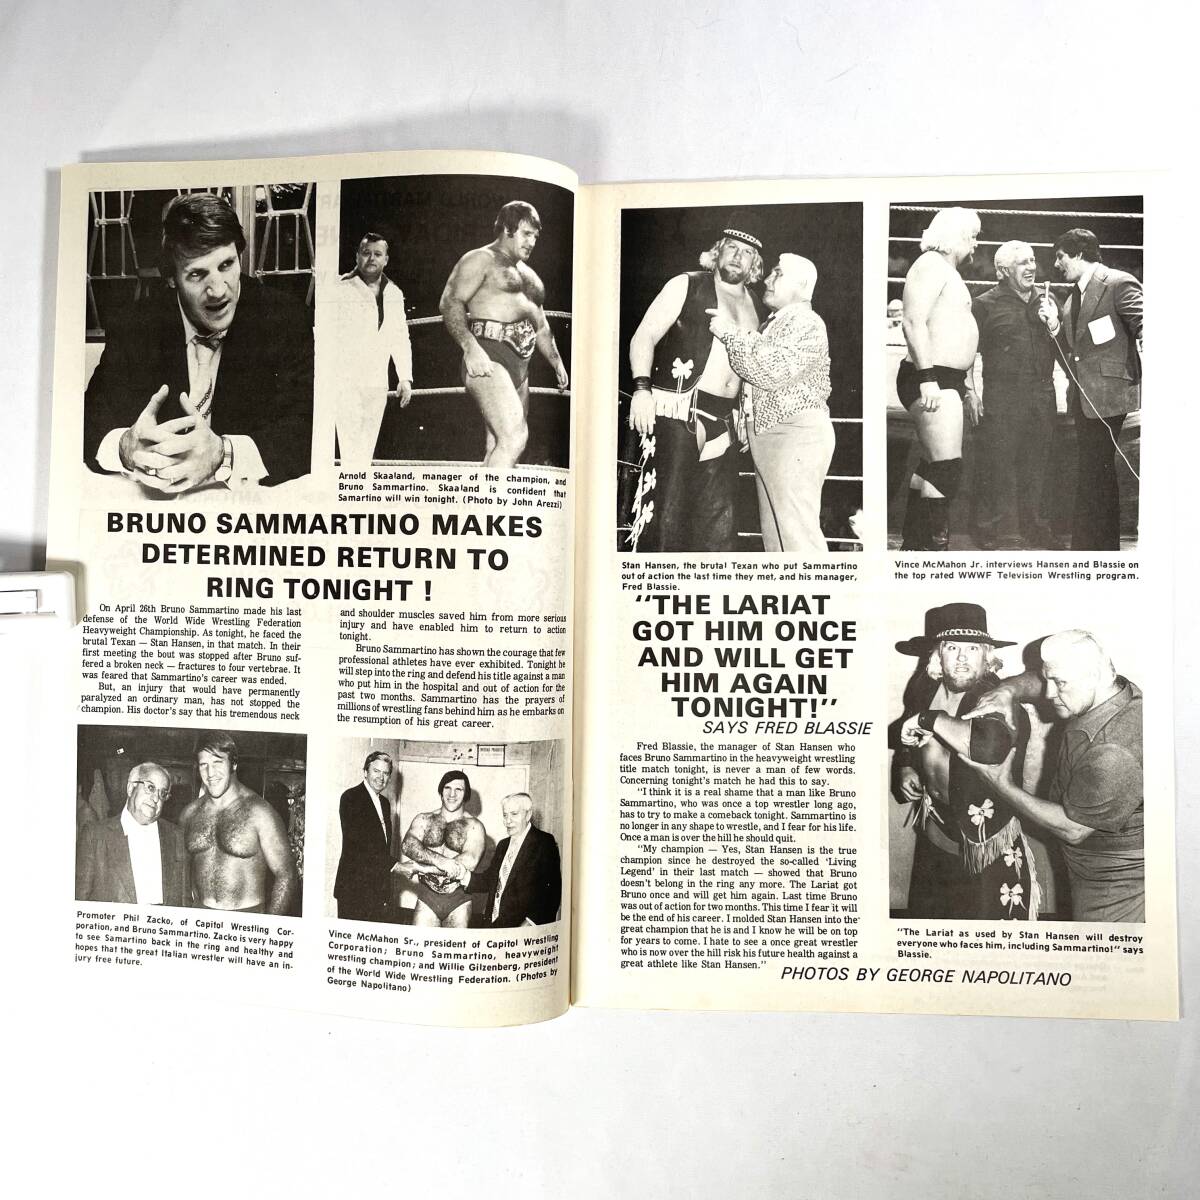 Arnold Skaaland, manager of the champion, and
Bruno Sammartino. Skaaland is confident that
Samartino will win tonight. (Photo by John Arezzi)
BRUNO SAMMARTINO MAKES
DETERMINED RETURN TO
RING TONIGHT !
On April 26th Bruno Sammartino made his last
defense of the World Wide Wrestling Federation
Heavyweight Championship. As tonight, he faced the
brutal Texan — Stan Hansen, in that match. In their
first meeting the bout was stopped after Bruno suf-
fered a broken neck — fractures to four vertebrae. It
was feared that Sammartino's career was ended.
But, an injury that would have permanently
paralyzed an ordinary man, has not stopped the
champion. His doctor's say that his tremendous neck
and shoulder muscles saved him from more serious
injury and have enabled him to return to action
tonight.
Bruno Sammartino has shown the courage that few
professional athletes have ever exhibited. Tonight he
will step into the ring and defend his title against a man
who put him in the hospital and out of action for the
past two months. Sammartino has the prayers of
millions of wrestling fans behind him as he embarks on
the resumption of his great career.
Promoter Phil Zacko, of Capitol Wrestling Cor-
poration, and Bruno Sammartino. Zacko is very happy
to see Samartino back in the ring and healthy and
hopes that the great Italian wrestler will have an in-
jury free future.
Vince McMahon Sr., president of Capitol Wrestling
Corporation; Bruno Sammartino, heavyweight
wrestling champion; and Willie Gilzenberg, president
of the World Wide Wrestling Federation. (Photos by
George Napolitano)
Stan Hansen, the brutal Texan who put Sammartino
out of action the last time they met, and his manager,
Fred Blassie.
Vince McMahon Jr. interviews Hansen and Blassie on
the top rated WWWF Television Wrestling program.
"THE LARIAT
GOT HIM ONCE
AND WILL GET
HIM AGAIN
TONIGHT!"
SAYS FRED BLASSIE
Fred Blassie, the manager of Stan Hansen who
faces Bruno Sammartino in the heavyweight wrestling
title match tonight, is never a man of few words.
Concerning tonight's match he had this to say.
"I think it is a real shame that a man like Bruno
Sammartino, who was once a top wrestler long ago,
has to try to make a comeback tonight. Sammartino is
no longer in any shape to wrestle, and I fear for his life.
Once a man is over the hill he should quit.
"My champion — Yes, Stan Hansen is the true
champion since he destroyed the so-called 'Living
Legend' in their last match — showed that Bruno
doesn't belong in the ring any more. The Lariat got
Bruno once and will get him again. Last time Bruno
was out of action for two months. This time I fear it will
be the end of his career. I molded Stan Hansen into the
great champion that he is and I know he will be on top
for years to come. I hate to see a once great wrestler
who is now over the hill risk his future health against a
great athlete like Stan Hansen."
"The Lariat as used by Stan Hansen will destroy
everyone who faces him, including Sammartino!" says
Blassie.
PHOTOS BY GEORGE NAPOLITANO